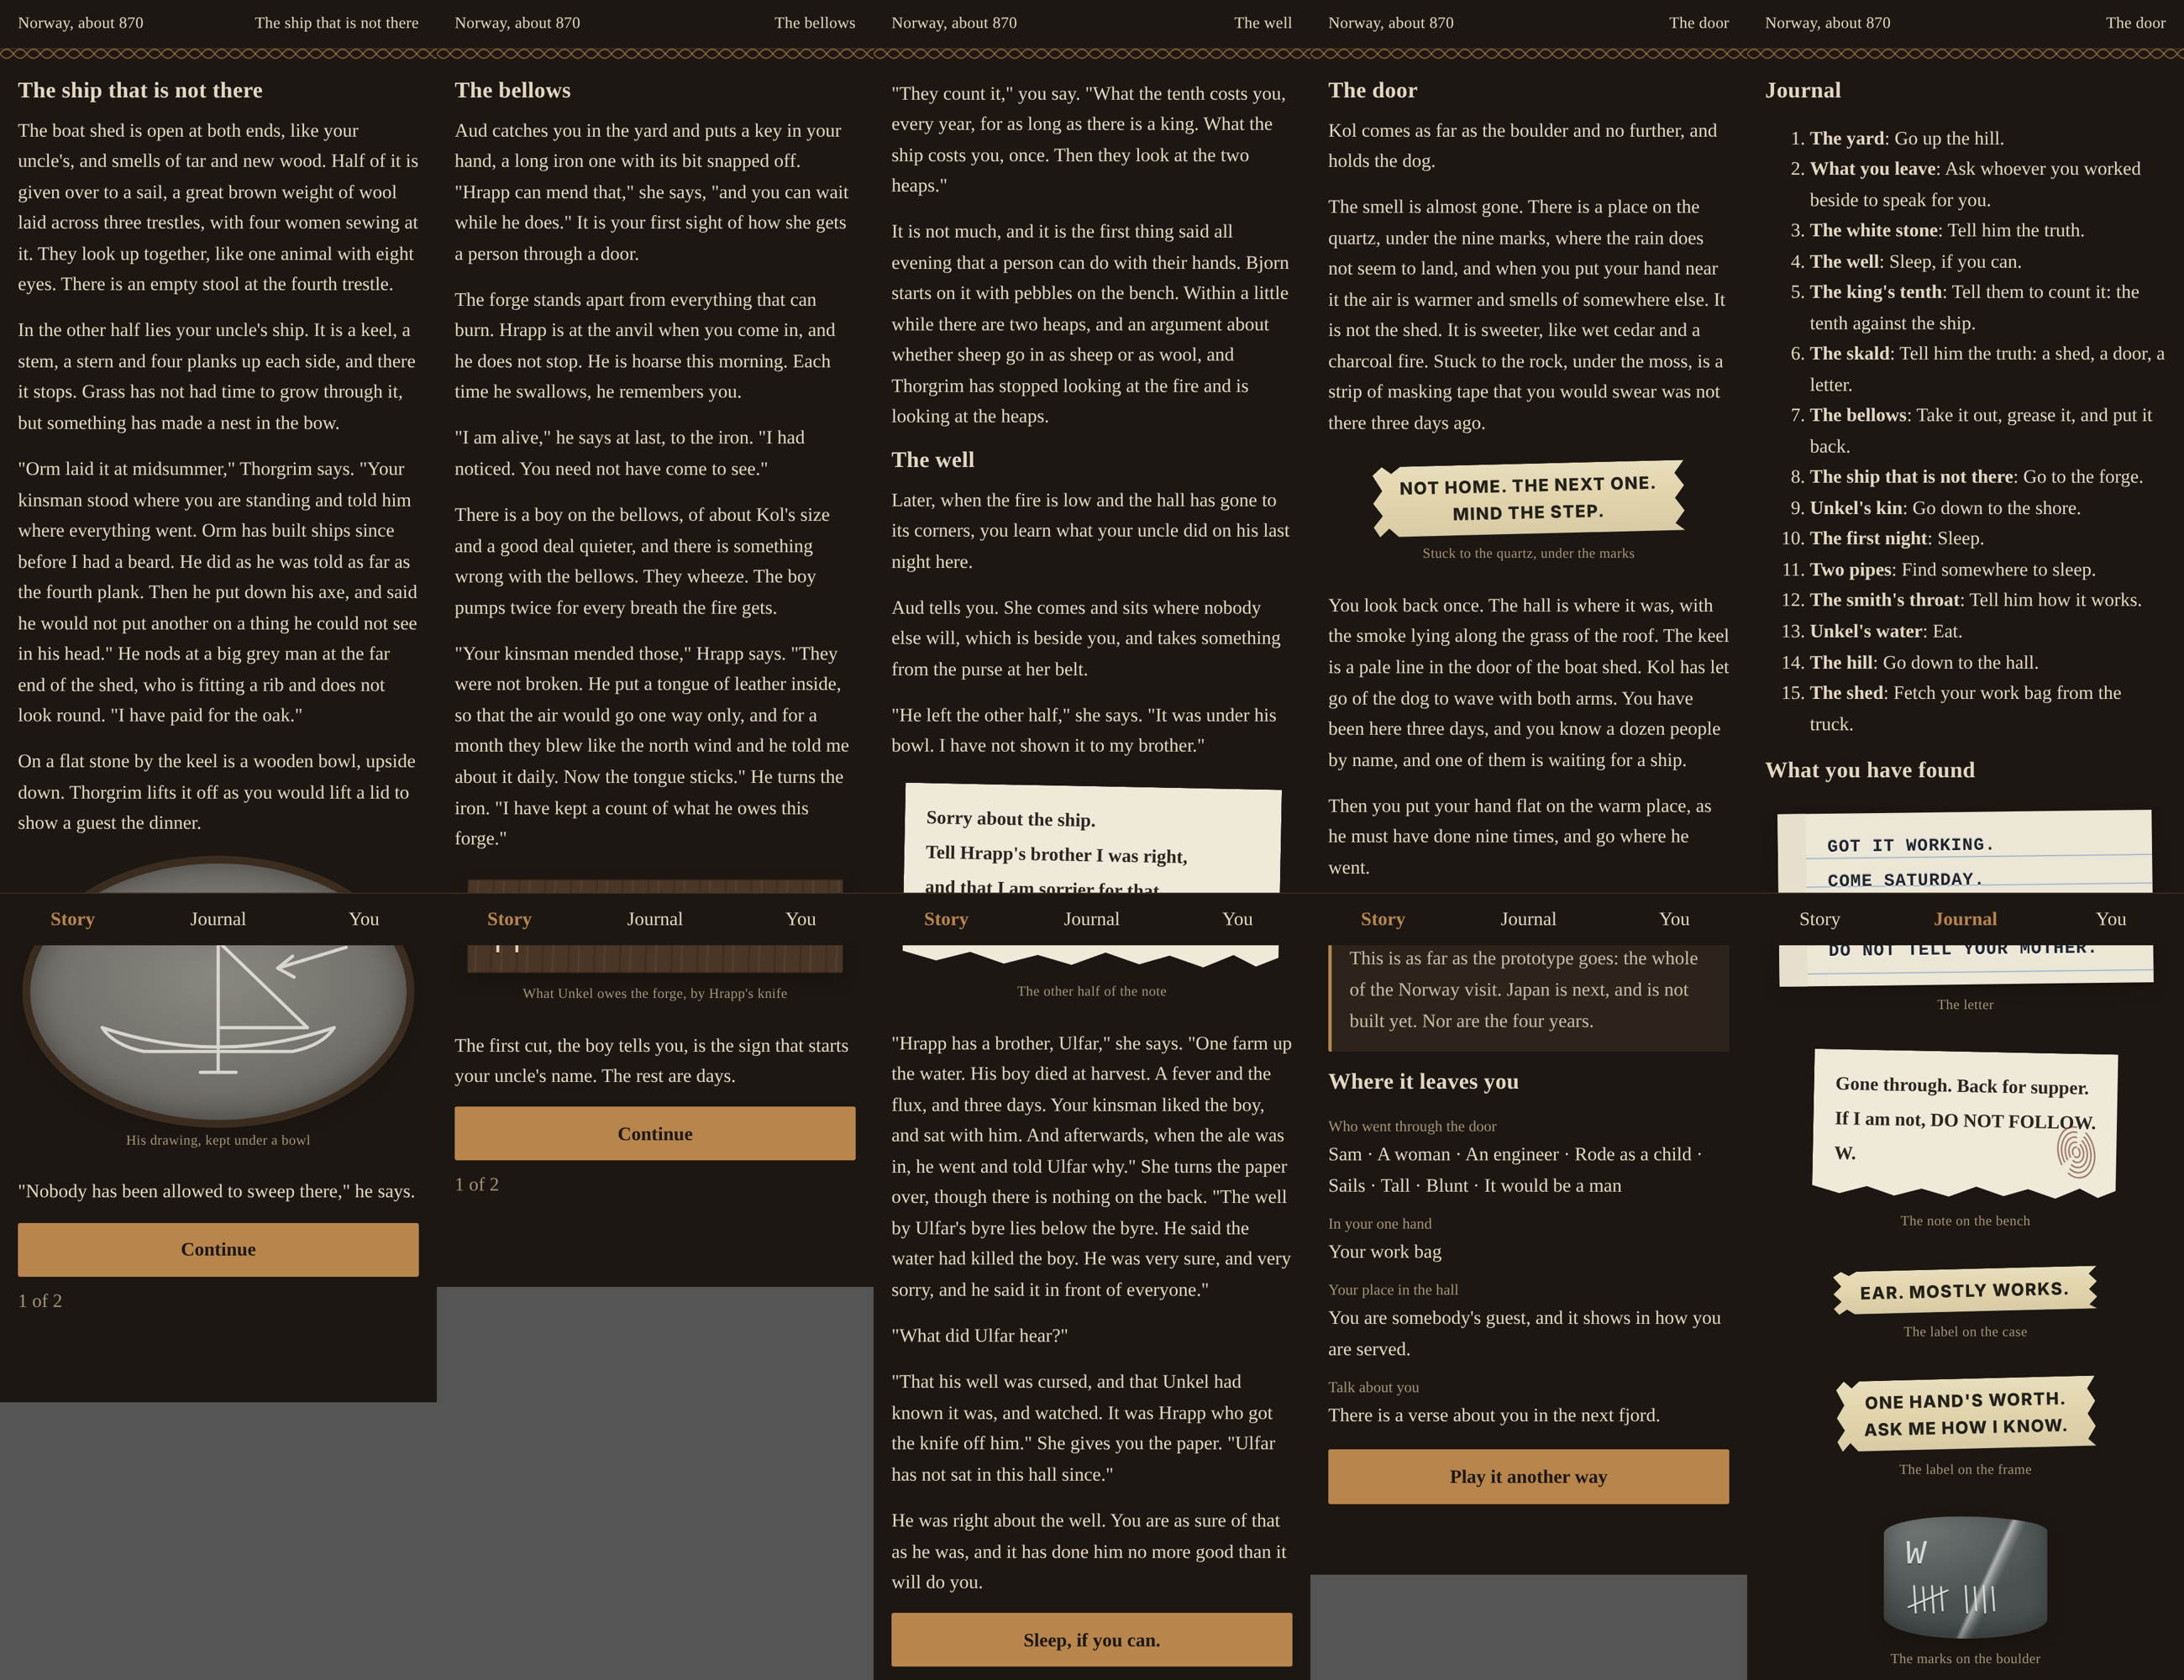 Norway, about 870
The ship that is not there
The ship that is not there
The boat shed is open at both ends, like your
uncle's, and smells of tar and new wood. Half of it is
given over to a sail, a great brown weight of wool
laid across three trestles, with four women sewing at
it. They look up together, like one animal with eight
eyes. There is an empty stool at the fourth trestle.
In the other half lies your uncle's ship. It is a keel, a
stem, a stern and four planks up each side, and there
it stops. Grass has not had time to grow through it,
but something has made a nest in the bow.
"Orm laid it at midsummer," Thorgrim says. "Your
kinsman stood where you are standing and told him
where everything went. Orm has built ships since
before I had a beard. He did as he was told as far as
the fourth plank. Then he put down his axe, and said
he would not put another on a thing he could not see
in his head." He nods at a big grey man at the far
end of the shed, who is fitting a rib and does not
look round. "I have paid for the oak."
On a flat stone by the keel is a wooden bowl, upside
down. Thorgrim lifts it off as you would lift a lid to
show a guest the dinner.
Story
Journal
You
His drawing, kept under a bowl
"Nobody has been allowed to sweep there," he says.
Continue
1 of 2
Norway, about 870
The bellows
The bellows
Aud catches you in the yard and puts a key in your
hand, a long iron one with its bit snapped off.
"Hrapp can mend that," she says, "and you can wait
while he does." It is your first sight of how she gets
a person through a door.
The forge stands apart from everything that can
burn. Hrapp is at the anvil when you come in, and
he does not stop. He is hoarse this morning. Each
time he swallows, he remembers you.
"I am alive," he says at last, to the iron. "I had
noticed. You need not have come to see."
There is a boy on the bellows, of about Kol's size
and a good deal quieter, and there is something
wrong with the bellows. They wheeze. The boy
pumps twice for every breath the fire gets.
"Your kinsman mended those," Hrapp says. "They
were not broken. He put a tongue of leather inside,
so that the air would go one way only, and for a
month they blew like the north wind and he told me
about it daily. Now the tongue sticks." He turns the
iron. "I have kept a count of what he owes this
forge."
Story
Journal
You
What Unkel owes the forge, by Hrapp's knife
The first cut, the boy tells you, is the sign that starts
your uncle's name. The rest are days.
Continue
1 of 2
Norway, about 870
The well
"They count it," you say. "What the tenth costs you,
every year, for as long as there is a king. What the
ship costs you, once. Then they look at the two
heaps."
It is not much, and it is the first thing said all
evening that a person can do with their hands. Bjorn
starts on it with pebbles on the bench. Within a little
while there are two heaps, and an argument about
whether sheep go in as sheep or as wool, and
Thorgrim has stopped looking at the fire and is
looking at the heaps.
The well
Later, when the fire is low and the hall has gone to
its corners, you learn what your uncle did on his last
night here.
Aud tells you. She comes and sits where nobody
else will, which is beside you, and takes something
from the purse at her belt.
"He left the other half," she says. "It was under his
bowl. I have not shown it to my brother."
Sorry about the ship.
Tell Hrapp's brother I was right,
and that I am sorrier for that
Story
Journal
You
The other half of the note
"Hrapp has a brother, Ulfar," she says. "One farm up
the water. His boy died at harvest. A fever and the
flux, and three days. Your kinsman liked the boy,
and sat with him. And afterwards, when the ale was
in, he went and told Ulfar why." She turns the paper
over, though there is nothing on the back. "The well
by Ulfar's byre lies below the byre. He said the
water had killed the boy. He was very sure, and very
sorry, and he said it in front of everyone."
"What did Ulfar hear?"
"That his well was cursed, and that Unkel had
known it was, and watched. It was Hrapp who got
the knife off him." She gives you the paper. "Ulfar
has not sat in this hall since."
He was right about the well. You are as sure of that
as he was, and it has done him no more good than it
will do you.
Sleep, if you can.
Norway, about 870
The door
The door
Kol comes as far as the boulder and no further, and
holds the dog.
The smell is almost gone. There is a place on the
quartz, under the nine marks, where the rain does
not seem to land, and when you put your hand near
it the air is warmer and smells of somewhere else. It
is not the shed. It is sweeter, like wet cedar and a
charcoal fire. Stuck to the rock, under the moss, is a
strip of masking tape that you would swear was not
there three days ago.
NOT HOME. THE NEXT ONE.
MIND THE STEP.
Stuck to the quartz, under the marks
You look back once. The hall is where it was, with
the smoke lying along the grass of the roof. The keel
is a pale line in the door of the boat shed. Kol has let
go of the dog to wave with both arms. You have
been here three days, and you know a dozen people
by name, and one of them is waiting for a ship.
Then you put your hand flat on the warm place, as
he must have done nine times, and go where he
went.
Story
Journal
You
This is as far as the prototype goes: the whole
of the Norway visit. Japan is next, and is not
built yet. Nor are the four years.
Where it leaves you
Who went through the door
Sam · A woman · An engineer · Rode as a child ·
Sails · Tall · Blunt · It would be a man
In your one hand
Your work bag
Your place in the hall
You are somebody's guest, and it shows in how you
are served.
Talk about you
There is a verse about you in the next fjord.
Play it another way
Norway, about 870
The door
Journal
1. The yard: Go up the hill.
2. What you leave: Ask whoever you worked
beside to speak for you.
3. The white stone: Tell him the truth.
4. The well: Sleep, if you can.
5. The king's tenth: Tell them to count it: the
tenth against the ship.
6. The skald: Tell him the truth: a shed, a door, a
letter.
7. The bellows: Take it out, grease it, and put it
back.
8. The ship that is not there: Go to the forge.
9. Unkel's kin: Go down to the shore.
10. The first night: Sleep.
11. Two pipes: Find somewhere to sleep.
12. The smith's throat: Tell him how it works.
13. Unkel's water: Eat.
14. The hill: Go down to the hall.
15. The shed: Fetch your work bag from the
truck.
What you have found
GOT IT WORKING.
COME SATURDAY.
Story
Journal
You
DO NOT TELL YOUR MOTHER.
The letter
Gone through. Back for supper.
If I am not, DO NOT FOLLOW.
W.
The note on the bench
EAR. MOSTLY WORKS.
The label on the case
ONE HAND'S WORTH.
ASK ME HOW I KNOW.
The label on the frame
W
The marks on the boulder